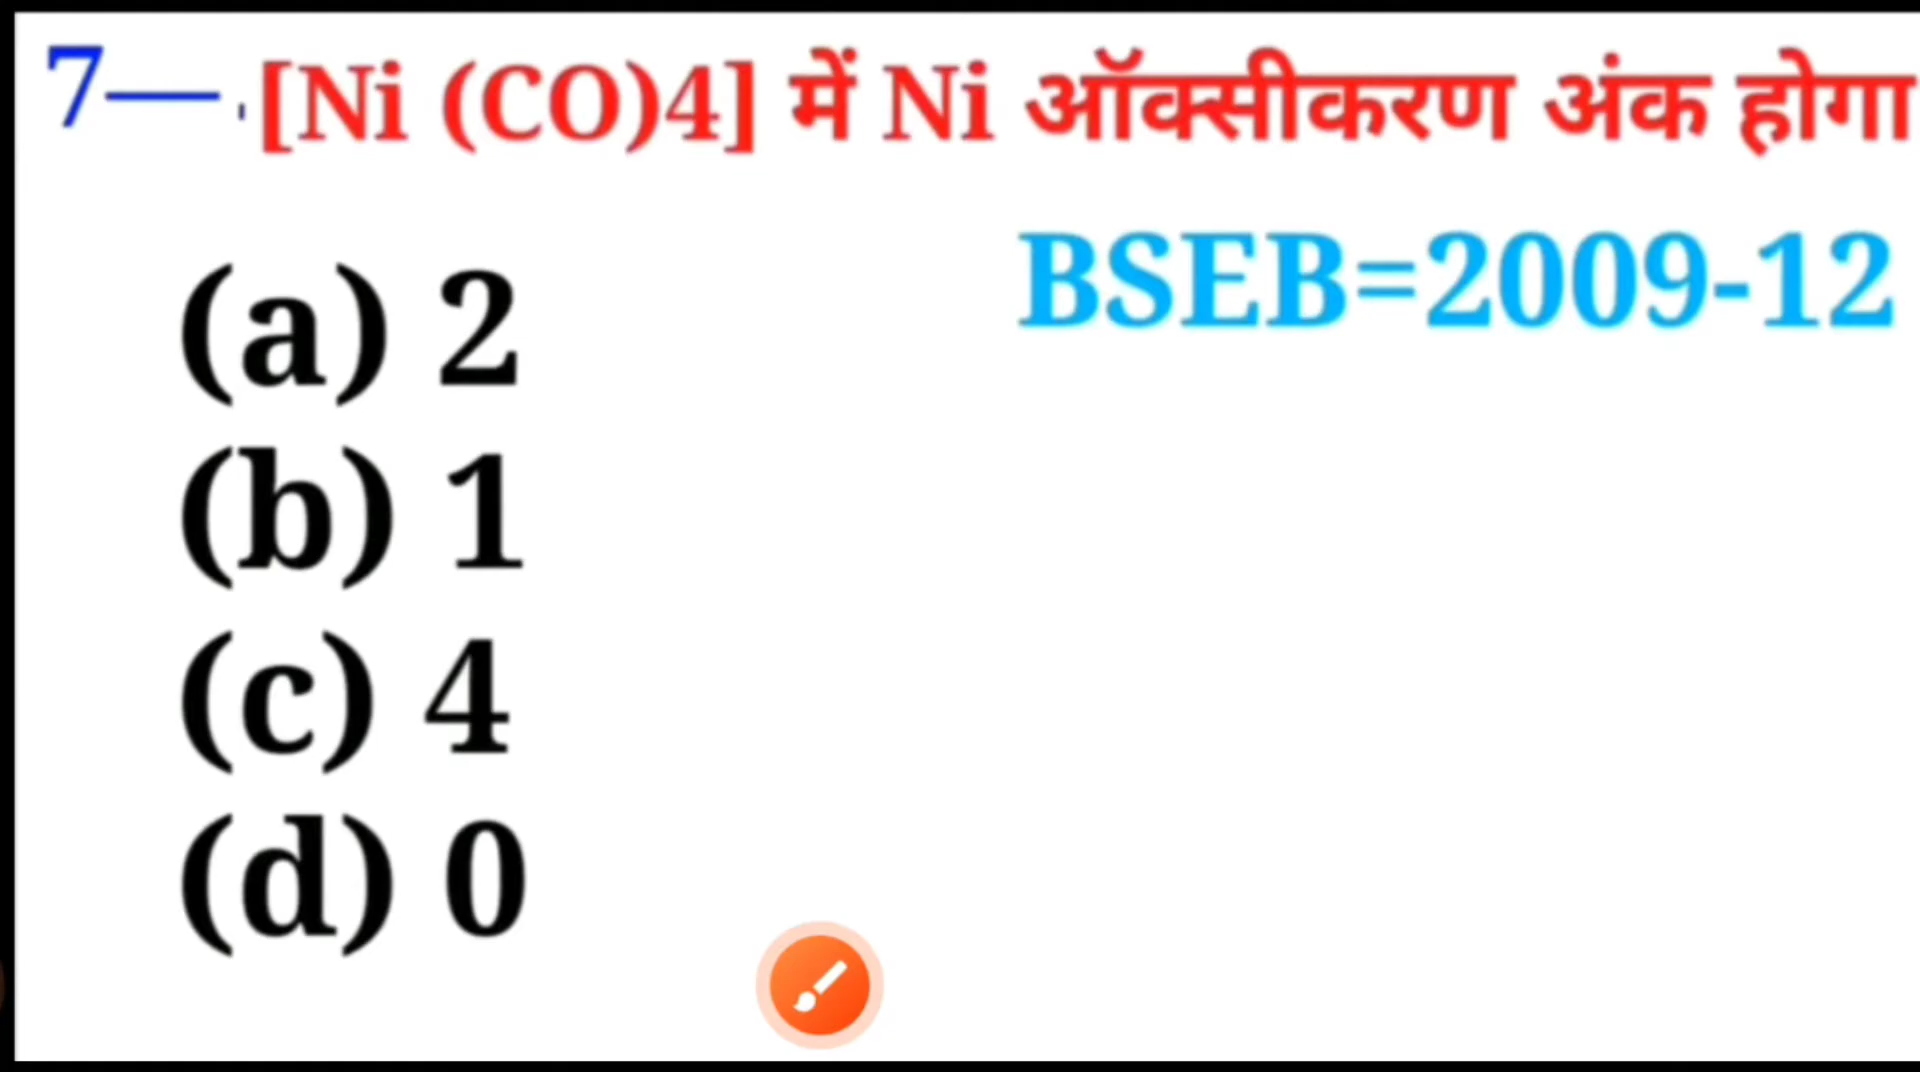 7— [Ni (CO)4] में Ni ऑक्सीकरण अंक होगा
BSEB=2009-12
(a) 2
(b) 1
(c) 4
(d) 0